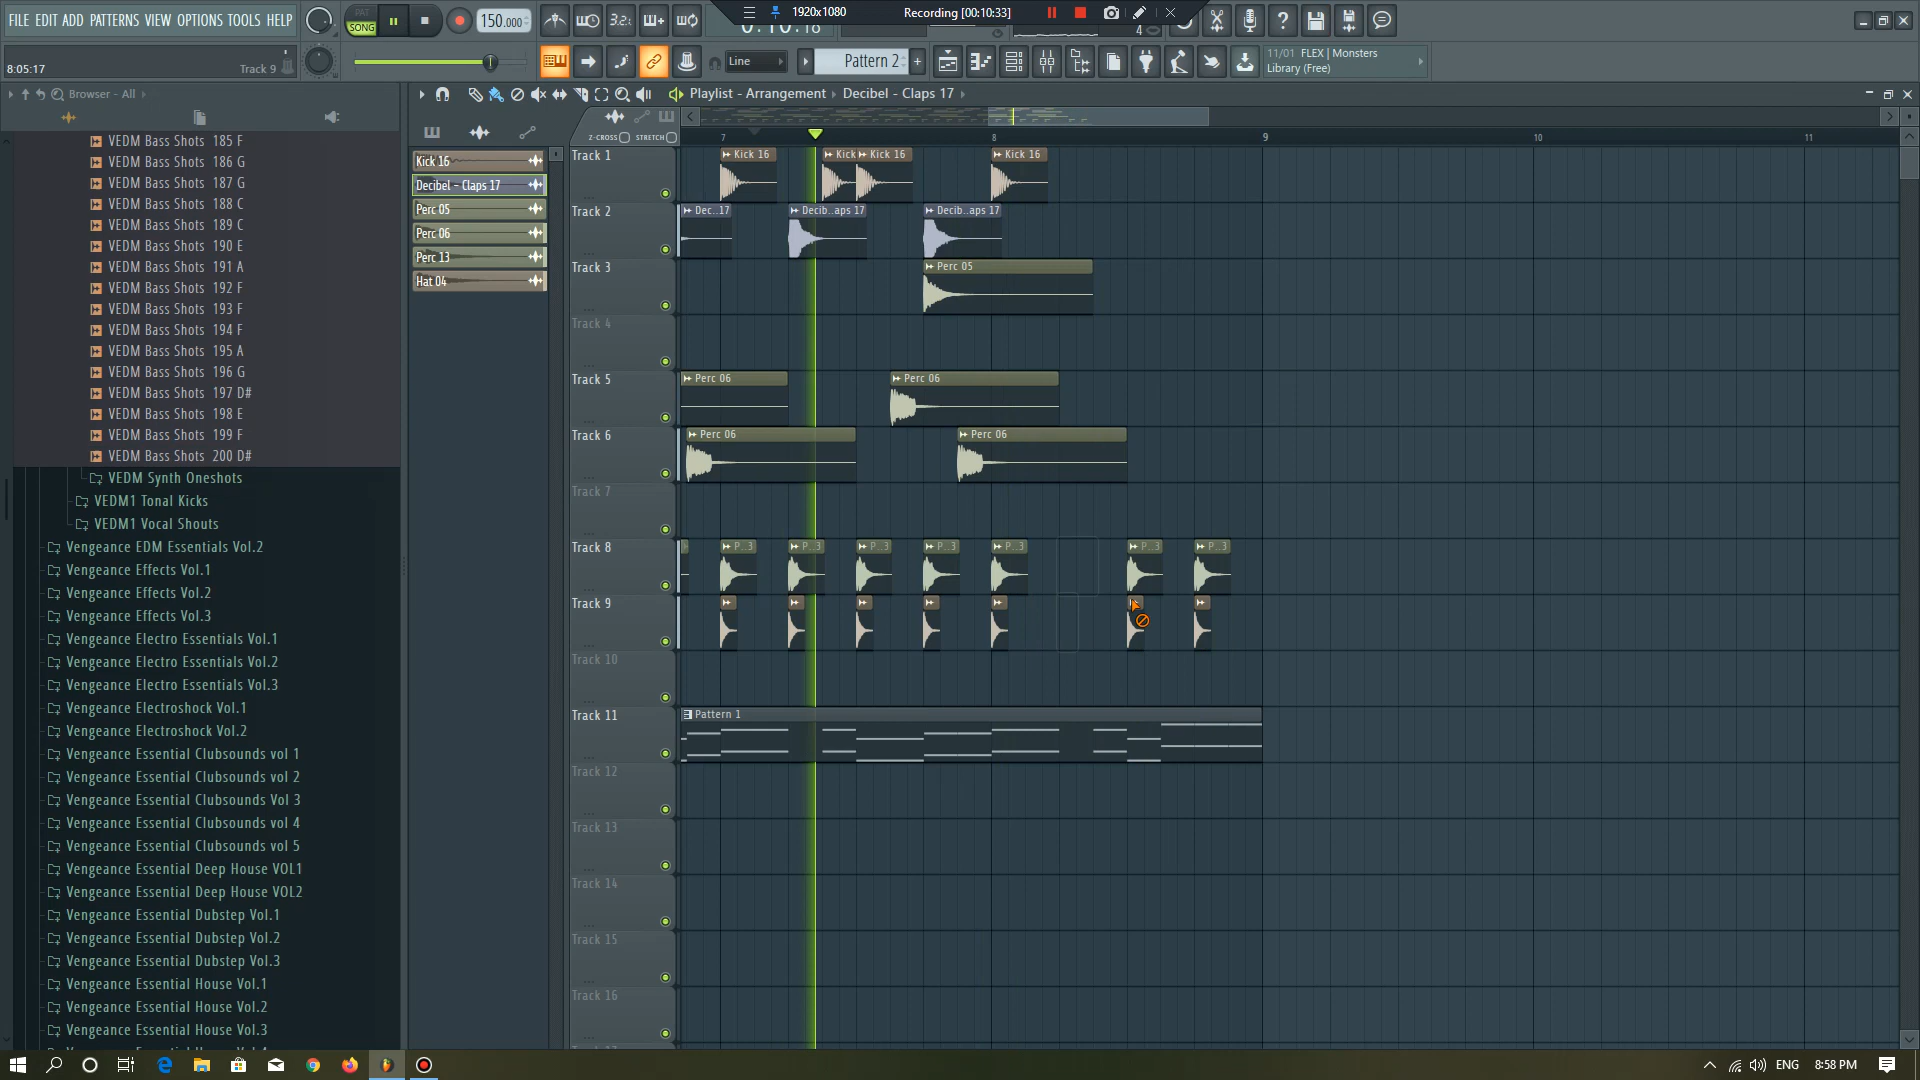 FILE EDIT ADD PATTERNS VIEW OPTIONS TOOLS HELP
PAT
SONG
150.000
3.2.
1920x1080
Recording [00:10:33]
4
8:05:17
Track 9
Line
Pattern 2
11/01 FLEX | Monsters
Library (Free)
Browser - All
Playlist - Arrangement
Decibel - Claps 17
Z-CROSS
STRETCH
7
8
9
10
11
VEDM Bass Shots 185 F
VEDM Bass Shots 186 G
VEDM Bass Shots 187 G
VEDM Bass Shots 188 C
VEDM Bass Shots 189 C
VEDM Bass Shots 190 E
VEDM Bass Shots 191 A
VEDM Bass Shots 192 F
VEDM Bass Shots 193 F
VEDM Bass Shots 194 F
VEDM Bass Shots 195 A
VEDM Bass Shots 196 G
VEDM Bass Shots 197 D#
VEDM Bass Shots 198 E
VEDM Bass Shots 199 F
VEDM Bass Shots 200 D#
VEDM Synth Oneshots
VEDM1 Tonal Kicks
VEDM1 Vocal Shouts
Vengeance EDM Essentials Vol.2
Vengeance Effects Vol.1
Vengeance Effects Vol.2
Vengeance Effects Vol.3
Vengeance Electro Essentials Vol.1
Vengeance Electro Essentials Vol.2
Vengeance Electro Essentials Vol.3
Vengeance Electroshock Vol.1
Vengeance Electroshock Vol.2
Vengeance Essential Clubsounds vol 1
Vengeance Essential Clubsounds vol 2
Vengeance Essential Clubsounds Vol 3
Vengeance Essential Clubsounds vol 4
Vengeance Essential Clubsounds vol 5
Vengeance Essential Deep House VOL1
Vengeance Essential Deep House VOL2
Vengeance Essential Dubstep Vol.1
Vengeance Essential Dubstep Vol.2
Vengeance Essential Dubstep Vol.3
Vengeance Essential House Vol.1
Vengeance Essential House Vol.2
Vengeance Essential House Vol.3
Kick 16
Decibel - Claps 17
Perc 05
Perc 06
Perc 13
Hat 04
Track 1
Kick 16
Kick
Kick 16
Kick 16
Track 2
Dec..17
Decib..aps 17
Decib..aps 17
Track 3
Perc 05
Track 4
Track 5
Perc 06
Perc 06
Track 6
Perc 06
Perc 06
Track 7
Track 8
P..3
P..3
P..3
P..3
P..3
P..3
P..3
Track 9
Track 10
Track 11
Pattern 1
Track 12
Track 13
Track 14
Track 15
Track 16
ENG
8:58 PM